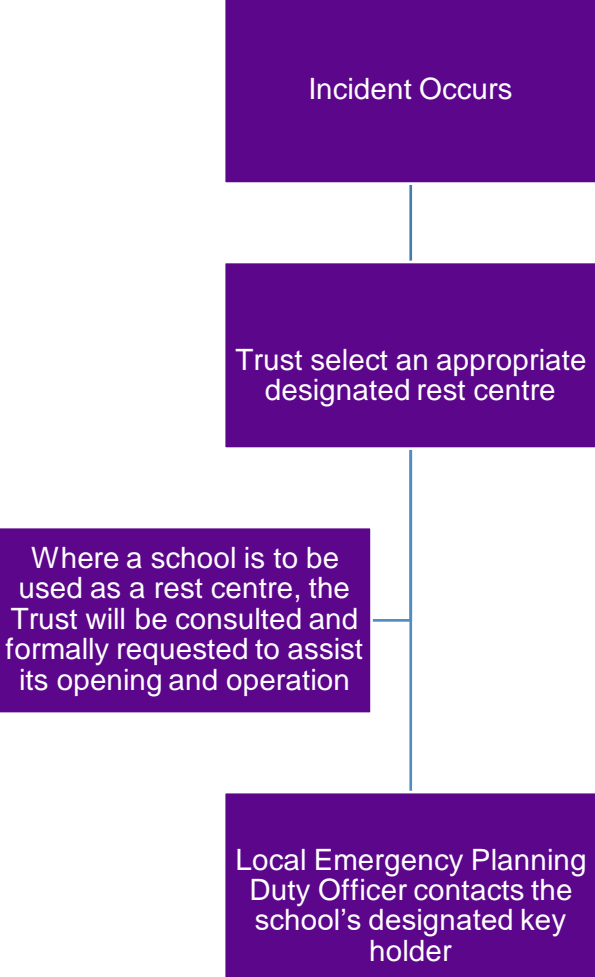 Incident Occurs
Trust select an appropriate
designated rest centre
Where a school is to be
used as a rest centre, the
Trust will be consulted and
formally requested to assist
its opening and operation
Local Emergency Planning
Duty Officer contacts the
school’s designated key
holder